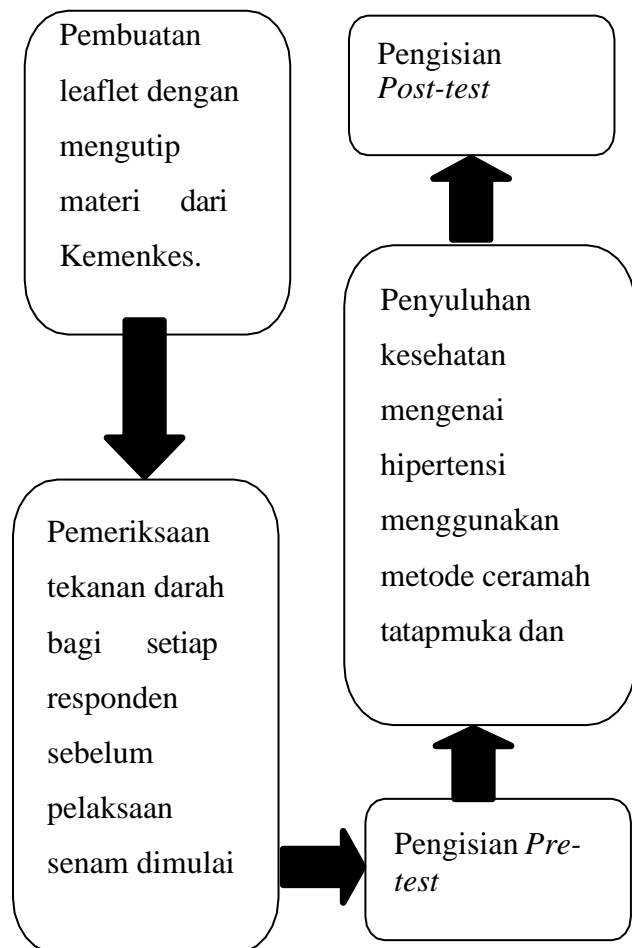 Pembuatan
leaflet dengan
mengutip
materi dari
Kemenkes.
Pemeriksaan
tekanan darah
bagi setiap
responden
sebelum
pelaksaan
senam dimulai
Pengisian Pre-
test
Penyuluhan
kesehatan
mengenai
hipertensi
menggunakan
metode ceramah
tatapmuka dan
Pengisian
Post-test